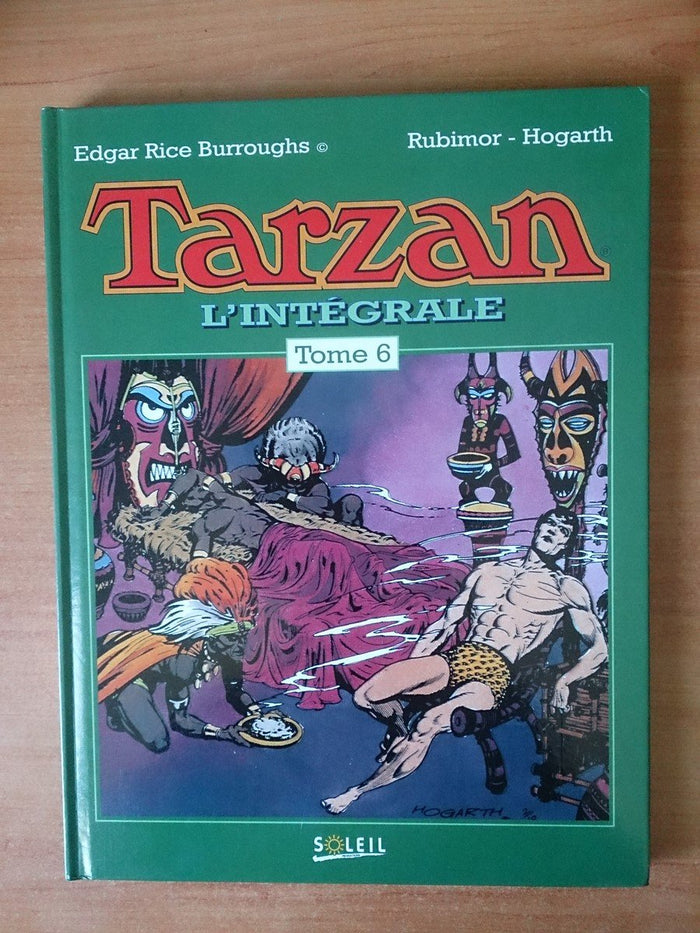 Edgar Rice Burroughs © Rubimor - Hogarth
Tarzan
L'INTÉGRALE
Tome 6
HOGARTH
SOLEIL